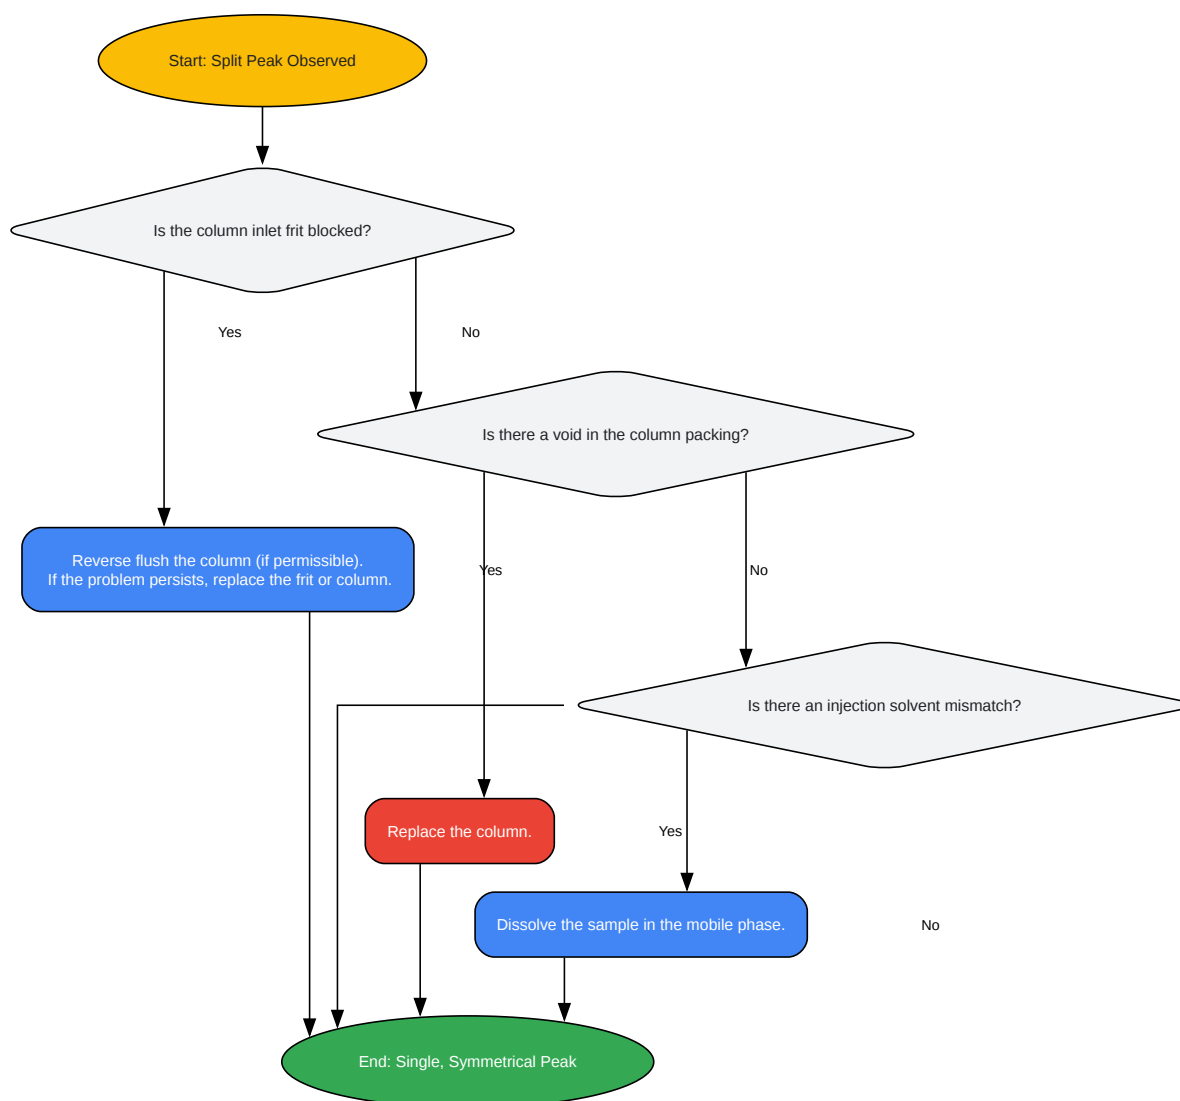 Start: Split Peak Observed
Is the column inlet frit blocked?
Yes
No
Is there a void in the column packing?
Reverse flush the column (if permissible).
If the problem persists, replace the frit or column.
Yes
No
Is there an injection solvent mismatch?
Replace the column.
Yes
Dissolve the sample in the mobile phase.
No
End: Single, Symmetrical Peak